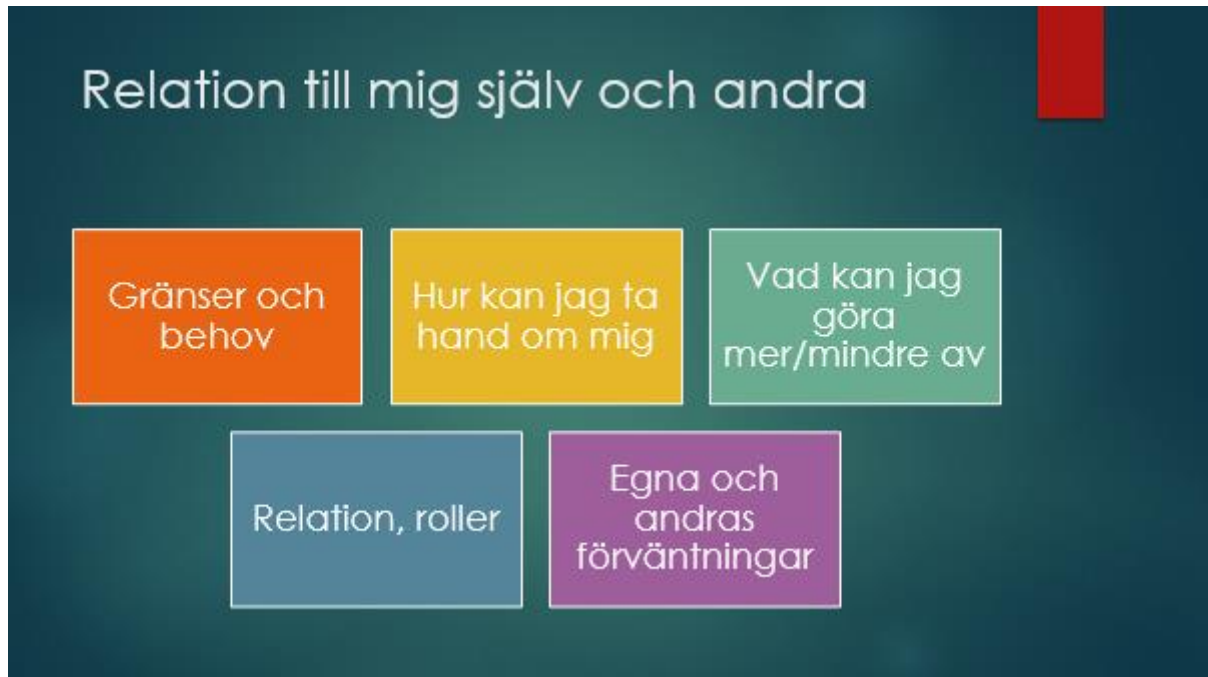 Relation till mig själv och andra
Gränser och
behov
Hur kan jag ta
hand om mig
Vad kan jag
göra
mer/mindre av
Relation, roller
Egna och
andras
förväntningar